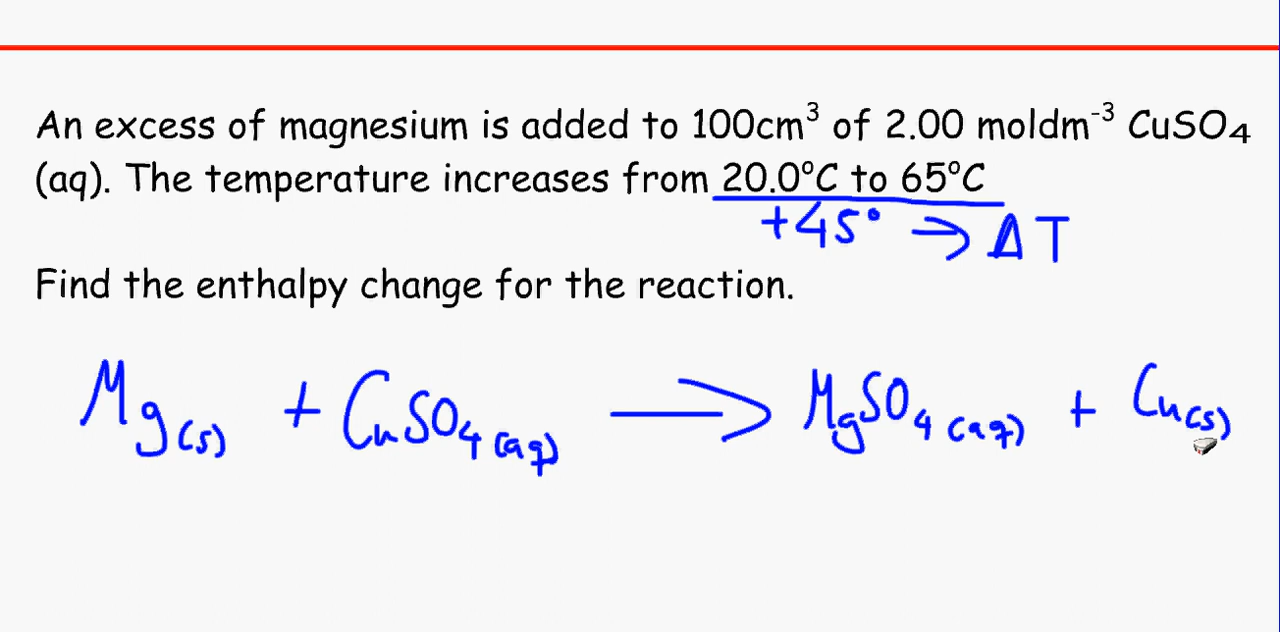 An excess of magnesium is added to 100cm³ of 2.00 moldm⁻³ CuSO4
(aq). The temperature increases from 20.0°C to 65°C
+45° → ΔT
Find the enthalpy change for the reaction.
Mg(s) + CuSO4(aq) → MgSO4(aq) + Cu(s)